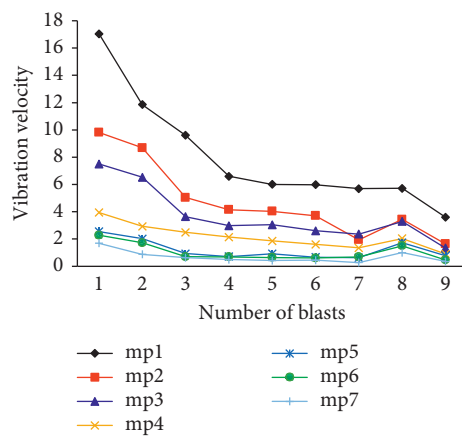 18
16
14
12
10
8
6
4
2
0
Vibration velocity
1 2 3 4 5 6 7 8 9
Number of blasts
mp1
mp2
mp3
mp4
mp5
mp6
mp7